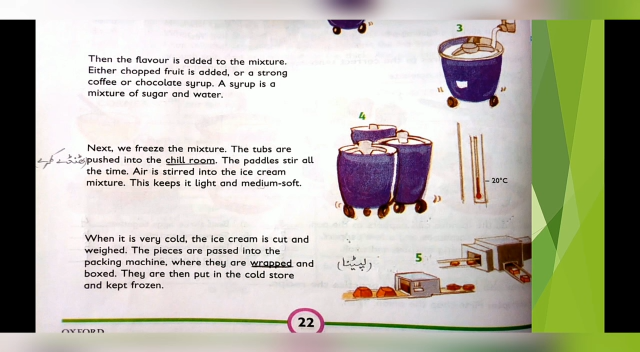 3
Then the flavour is added to the mixture.
Either chopped fruit is added, or a strong
coffee or chocolate syrup. A syrup is a
mixture of sugar and water.
4
Next, we freeze the mixture. The tubs are
pushed into the chill room. The paddles stir all
the time. Air is stirred into the ice cream
mixture. This keeps it light and medium-soft.
20°C
When it is very cold, the ice cream is cut and
weighed. The pieces are passed into the
packing machine, where they are wrapped and
boxed. They are then put in the cold store
and kept frozen.
(لپیٹنا)
5
22
OXFORD